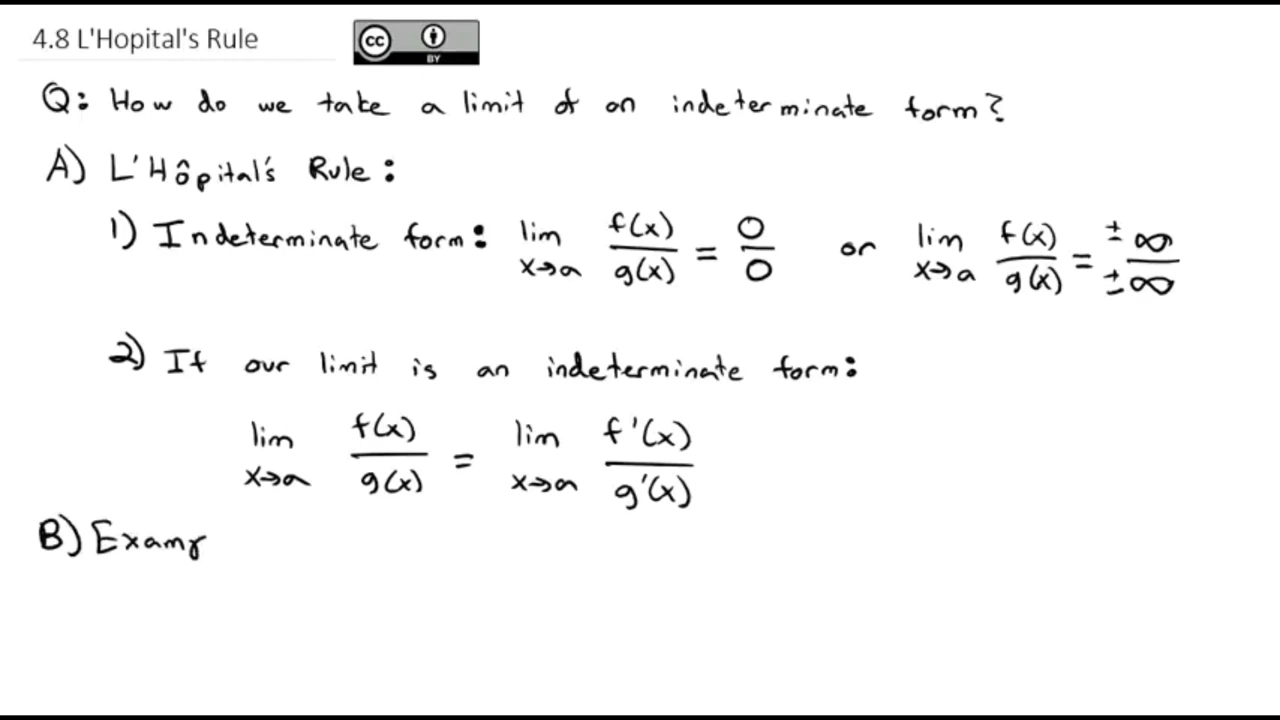 4.8 L'Hopital's Rule
cc BY
Q: How do we take a limit of an indeterminate form?
A) L'Hôpital's Rule:
1) Indeterminate form: lim x→a f(x)/g(x) = 0/0 or lim x→a f(x)/g(x) = ±∞/±∞
2) If our limit is an indeterminate form:
lim x→a f(x)/g(x) = lim x→a f'(x)/g'(x)
B) Examp